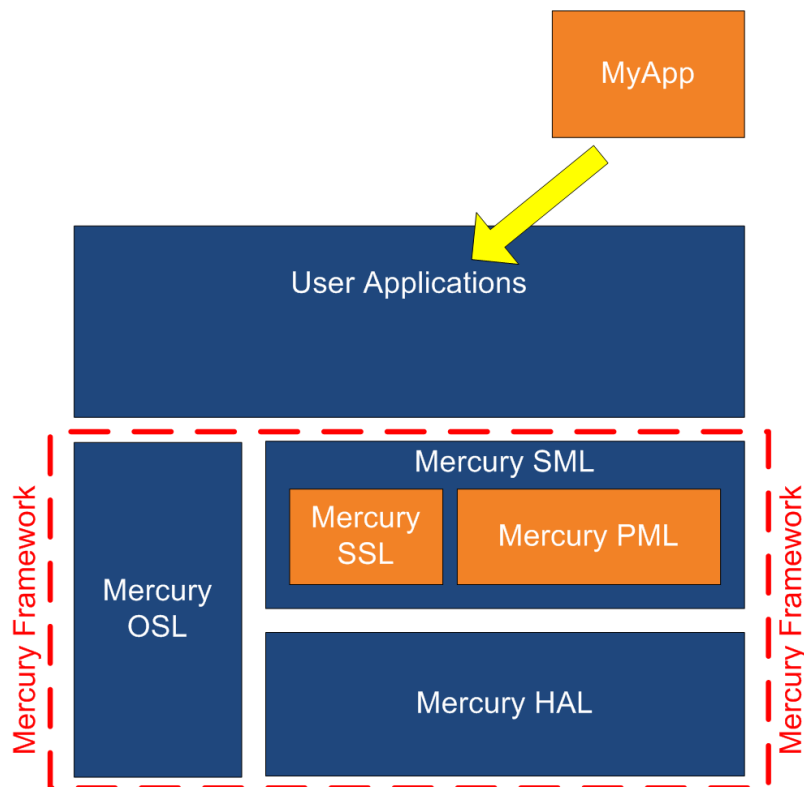 MyApp
User Applications
Mercury Framework
Mercury
OSL
Mercury SML
Mercury
SSL
Mercury PML
Mercury HAL
Mercury Framework